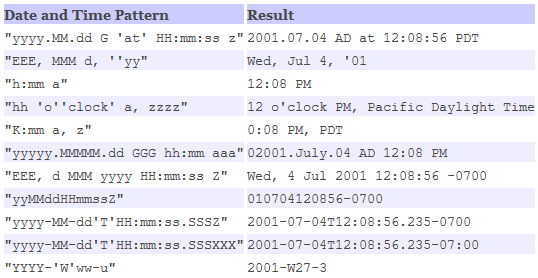 Date and Time Pattern Result
"yyyy.MM.dd G 'at' HH:mm:ss z" 2001.07.04 AD at 12:08:56 PDT
"EEE, MMM d, ''yy" Wed, Jul 4, '01
"h:mm a" 12:08 PM
"hh 'o''clock' a, zzzz" 12 o'clock PM, Pacific Daylight Time
"K:mm a, z" 0:08 PM, PDT
"yyyyy.MMMMM.dd GGG hh:mm aaa" 02001.July.04 AD 12:08 PM
"EEE, d MMM yyyy HH:mm:ss Z" Wed, 4 Jul 2001 12:08:56 -0700
"yyMMddHHmmssZ" 010704120856-0700
"yyyy-MM-dd'T'HH:mm:ss.SSSZ" 2001-07-04T12:08:56.235-0700
"yyyy-MM-dd'T'HH:mm:ss.SSSXXX" 2001-07-04T12:08:56.235-07:00
"YYYY-'W'ww-u" 2001-W27-3